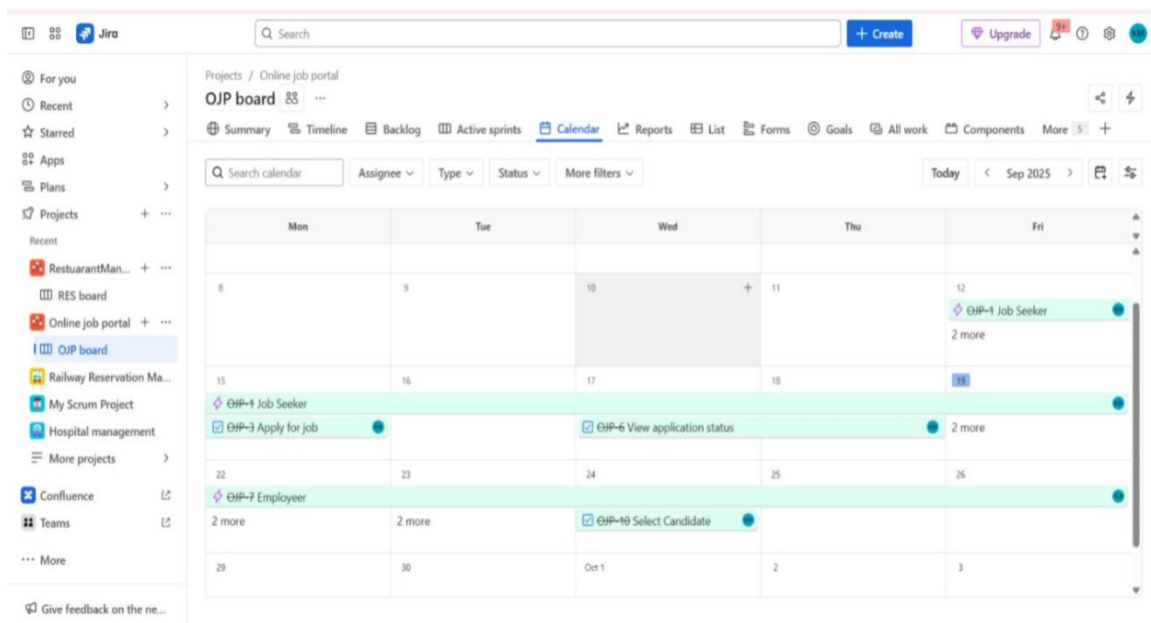 Jira
Search
+ Create
Upgrade
9+
KM
For you
Recent
Starred
Apps
Plans
Projects
Recent
RestuarantMan...
RES board
Online job portal
OJP board
Railway Reservation Ma...
My Scrum Project
Hospital management
More projects
Confluence
Teams
More
Give feedback on the ne...
Projects / Online job portal
OJP board
Summary Timeline Backlog Active sprints Calendar Reports List Forms Goals All work Components More 5 +
Search calendar Assignee Type Status More filters Today Sep 2025
Mon Tue Wed Thu Fri
8 9 10 + 11 12
OJP-1 Job Seeker
2 more
15 16 17 18 19
OJP-1 Job Seeker
OJP-3 Apply for job OJP-6 View application status 2 more
22 23 24 25 26
OJP-7 Employeer
2 more 2 more OJP-10 Select Candidate
29 30 Oct 1 2 3